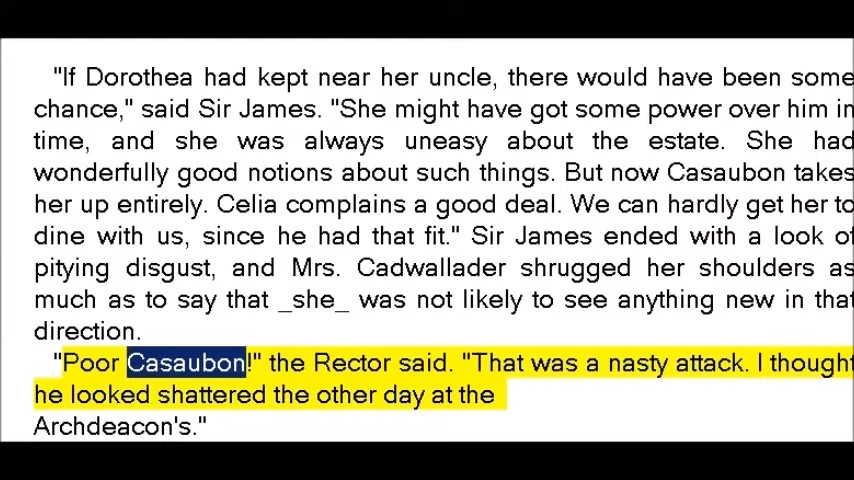 "If Dorothea had kept near her uncle, there would have been some
chance," said Sir James. "She might have got some power over him in
time, and she was always uneasy about the estate. She had
wonderfully good notions about such things. But now Casaubon takes
her up entirely. Celia complains a good deal. We can hardly get her to
dine with us, since he had that fit." Sir James ended with a look of
pitying disgust, and Mrs. Cadwallader shrugged her shoulders as
much as to say that _she_ was not likely to see anything new in that
direction.
"Poor Casaubon!" the Rector said. "That was a nasty attack. I thought
he looked shattered the other day at the
Archdeacon's."